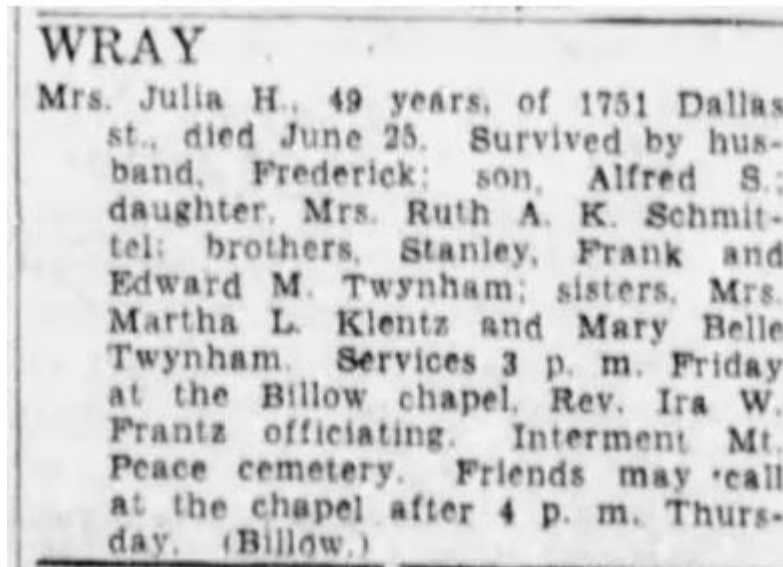 WRAY
Mrs. Julia H., 49 years, of 1751 Dallas
st., died June 25. Survived by hus-
band, Frederick; son, Alfred S.;
daughter, Mrs. Ruth A. K. Schmit-
tel; brothers, Stanley, Frank and
Edward M. Twynham; sisters, Mrs.
Martha L. Klentz and Mary Belle
Twynham. Services 3 p. m. Friday
at the Billow chapel, Rev. Ira W.
Frantz officiating. Interment Mt.
Peace cemetery. Friends may call
at the chapel after 4 p. m. Thurs-
day. (Billow.)